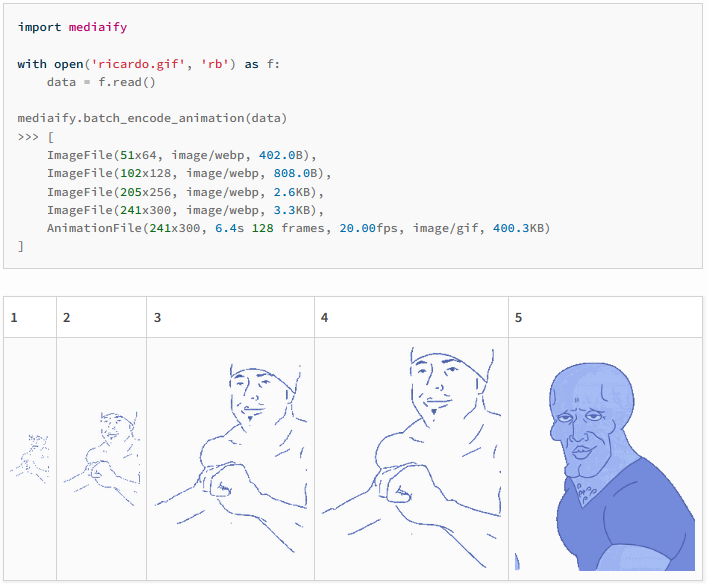 import mediaify
with open('ricardo.gif', 'rb') as f:
    data = f.read()
mediaify.batch_encode_animation(data)
>>> [
    ImageFile(51x64, image/webp, 402.0B),
    ImageFile(102x128, image/webp, 808.0B),
    ImageFile(205x256, image/webp, 2.6KB),
    ImageFile(241x300, image/webp, 3.3KB),
    AnimationFile(241x300, 6.4s 128 frames, 20.00fps, image/gif, 400.3KB)
]
1 2 3 4 5